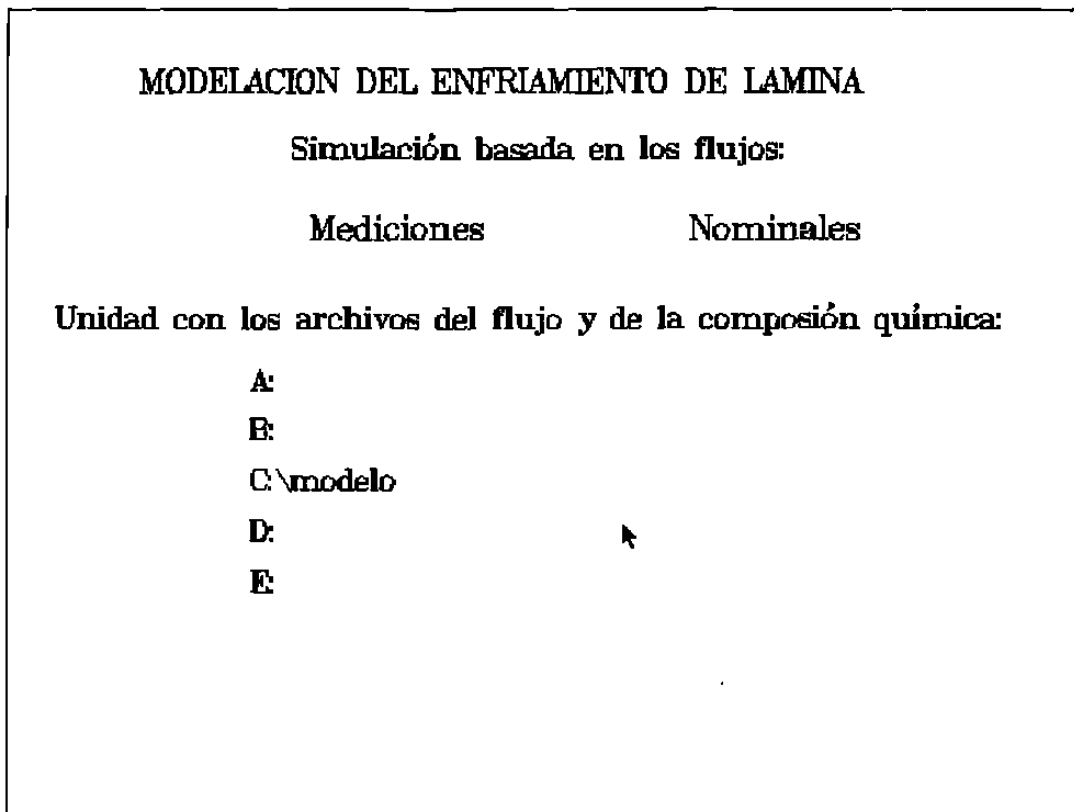 MODELACION DEL ENFRIAMIENTO DE LAMINA
Simulación basada en los flujos:
Mediciones Nominales
Unidad con los archivos del flujo y de la composión química:
A:
B:
C:\modelo
D:
E: